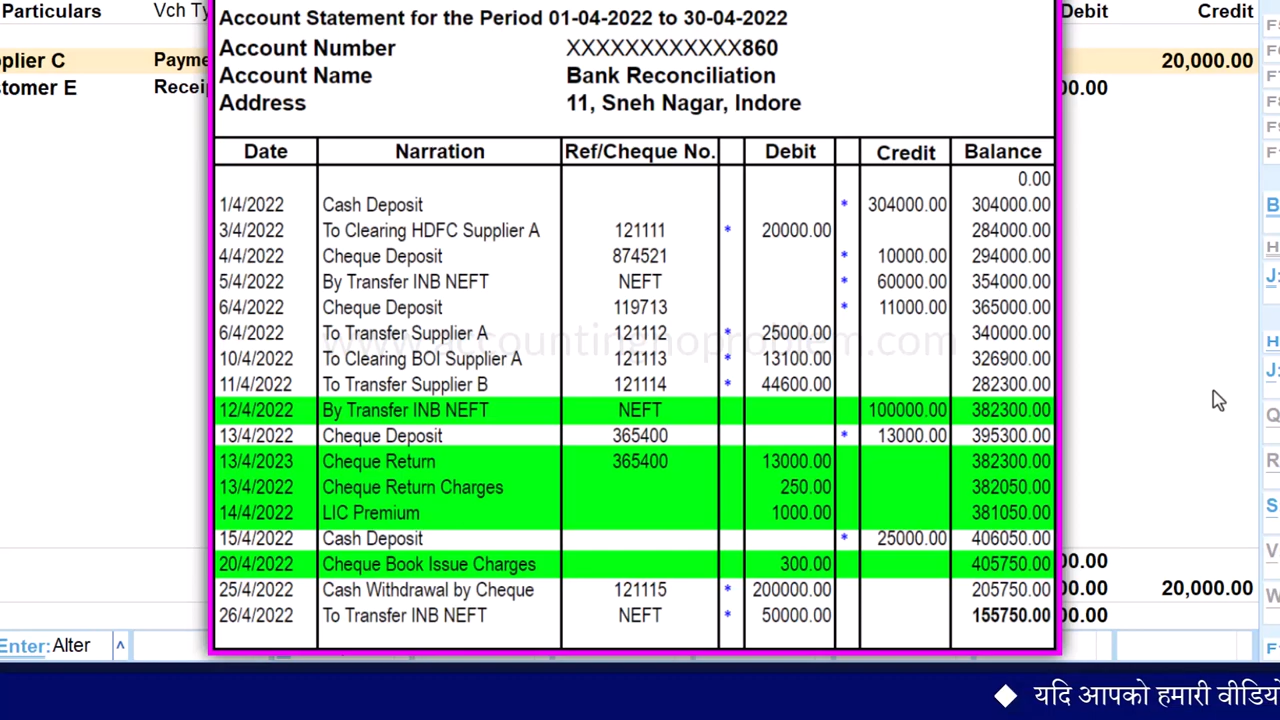 Particulars Vch Ty Debit Credit
Account Statement for the Period 01-04-2022 to 30-04-2022
Account Number XXXXXXXXXXXX860
plier C Payme 20,000.00
Account Name Bank Reconciliation
tomer E Recei 00.00
Address 11, Sneh Nagar, Indore
Date Narration Ref/Cheque No. Debit Credit Balance
0.00
1/4/2022 Cash Deposit * 304000.00 304000.00
3/4/2022 To Clearing HDFC Supplier A 121111 * 20000.00 284000.00
4/4/2022 Cheque Deposit 874521 * 10000.00 294000.00
5/4/2022 By Transfer INB NEFT NEFT * 60000.00 354000.00
6/4/2022 Cheque Deposit 119713 * 11000.00 365000.00
6/4/2022 To Transfer Supplier A 121112 * 25000.00 340000.00
www.accountingnoproblem.com
10/4/2022 To Clearing BOI Supplier A 121113 * 13100.00 326900.00
11/4/2022 To Transfer Supplier B 121114 * 44600.00 282300.00
12/4/2022 By Transfer INB NEFT NEFT 100000.00 382300.00
13/4/2022 Cheque Deposit 365400 * 13000.00 395300.00
13/4/2023 Cheque Return 365400 13000.00 382300.00
13/4/2022 Cheque Return Charges 250.00 382050.00
14/4/2022 LIC Premium 1000.00 381050.00
15/4/2022 Cash Deposit * 25000.00 406050.00
20/4/2022 Cheque Book Issue Charges 300.00 405750.00
00.00
25/4/2022 Cash Withdrawal by Cheque 121115 * 200000.00 205750.00
00.00 20,000.00
26/4/2022 To Transfer INB NEFT NEFT * 50000.00 155750.00
00.00
Enter: Alter ^
◆ यदि आपको हमारी वीडियो